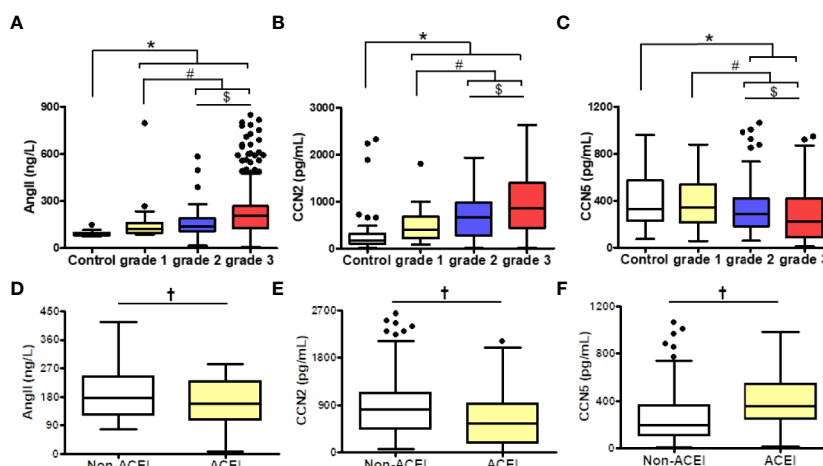 A
B
C
*
#
$
*
#
$
*
#
$
AngII (ng/L)
900
600
300
0
Control grade 1 grade 2 grade 3
CCN2 (pg/mL)
3000
2000
1000
0
Control grade 1 grade 2 grade 3
CCN5 (pg/mL)
1200
800
400
0
Control grade 1 grade 2 grade 3
D
E
F
†
†
†
AngII (ng/L)
450
360
270
180
90
0
Non-ACEI ACEI
CCN2 (pg/mL)
2700
1800
900
0
Non-ACEI ACEI
CCN5 (pg/mL)
1200
800
400
0
Non-ACEI ACEI